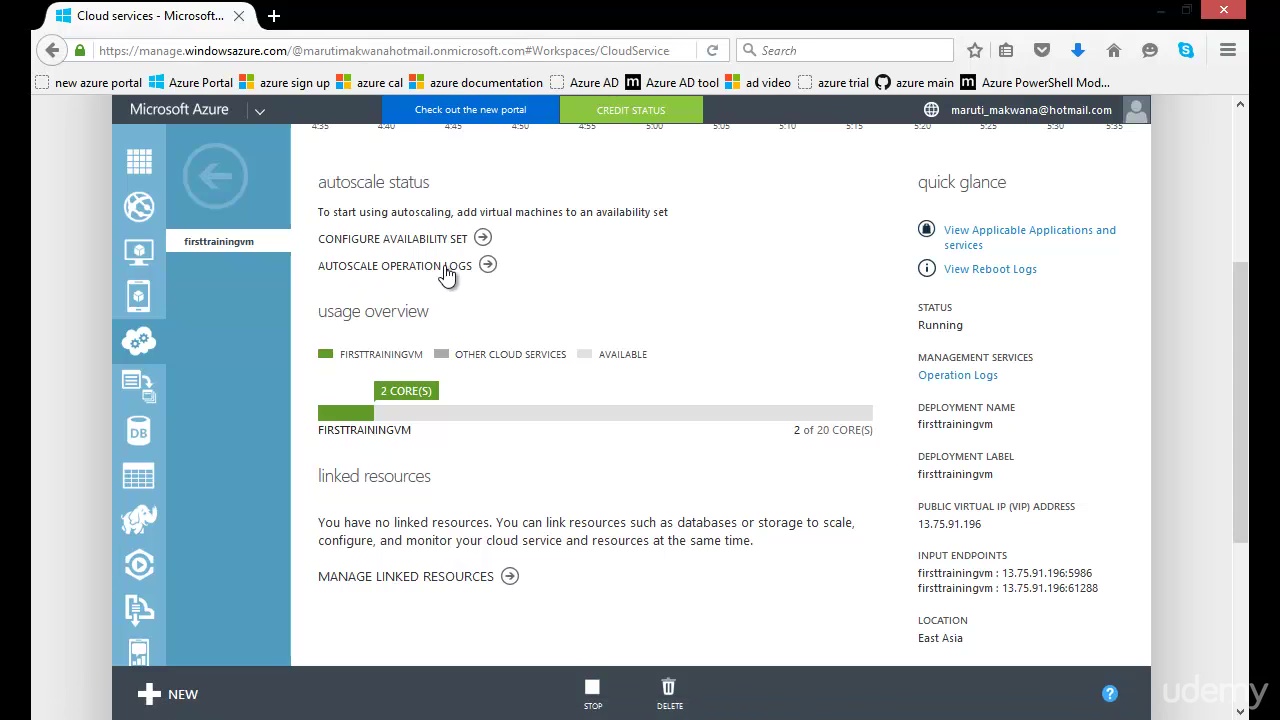 Cloud services - Microsoft...
https://manage.windowsazure.com/@marutimakwanahotmail.onmicrosoft.com#Workspaces/CloudService
Search
new azure portal
Azure Portal
azure sign up
azure cal
azure documentation
Azure AD
Azure AD tool
ad video
azure trial
azure main
Azure PowerShell Mod...
Microsoft Azure
Check out the new portal
CREDIT STATUS
maruti_makwana@hotmail.com
4:35 4:40 4:45 4:50 4:55 5:00 5:05 5:10 5:15 5:20 5:25 5:30 5:35
firsttrainingvm
autoscale status
To start using autoscaling, add virtual machines to an availability set
CONFIGURE AVAILABILITY SET
AUTOSCALE OPERATION LOGS
usage overview
FIRSTTRAININGVM OTHER CLOUD SERVICES AVAILABLE
2 CORE(S)
FIRSTTRAININGVM
2 of 20 CORE(S)
linked resources
You have no linked resources. You can link resources such as databases or storage to scale,
configure, and monitor your cloud service and resources at the same time.
MANAGE LINKED RESOURCES
quick glance
View Applicable Applications and
services
View Reboot Logs
STATUS
Running
MANAGEMENT SERVICES
Operation Logs
DEPLOYMENT NAME
firsttrainingvm
DEPLOYMENT LABEL
firsttrainingvm
PUBLIC VIRTUAL IP (VIP) ADDRESS
13.75.91.196
INPUT ENDPOINTS
firsttrainingvm : 13.75.91.196:5986
firsttrainingvm : 13.75.91.196:61288
LOCATION
East Asia
DB
NEW
STOP
DELETE
?
udemy